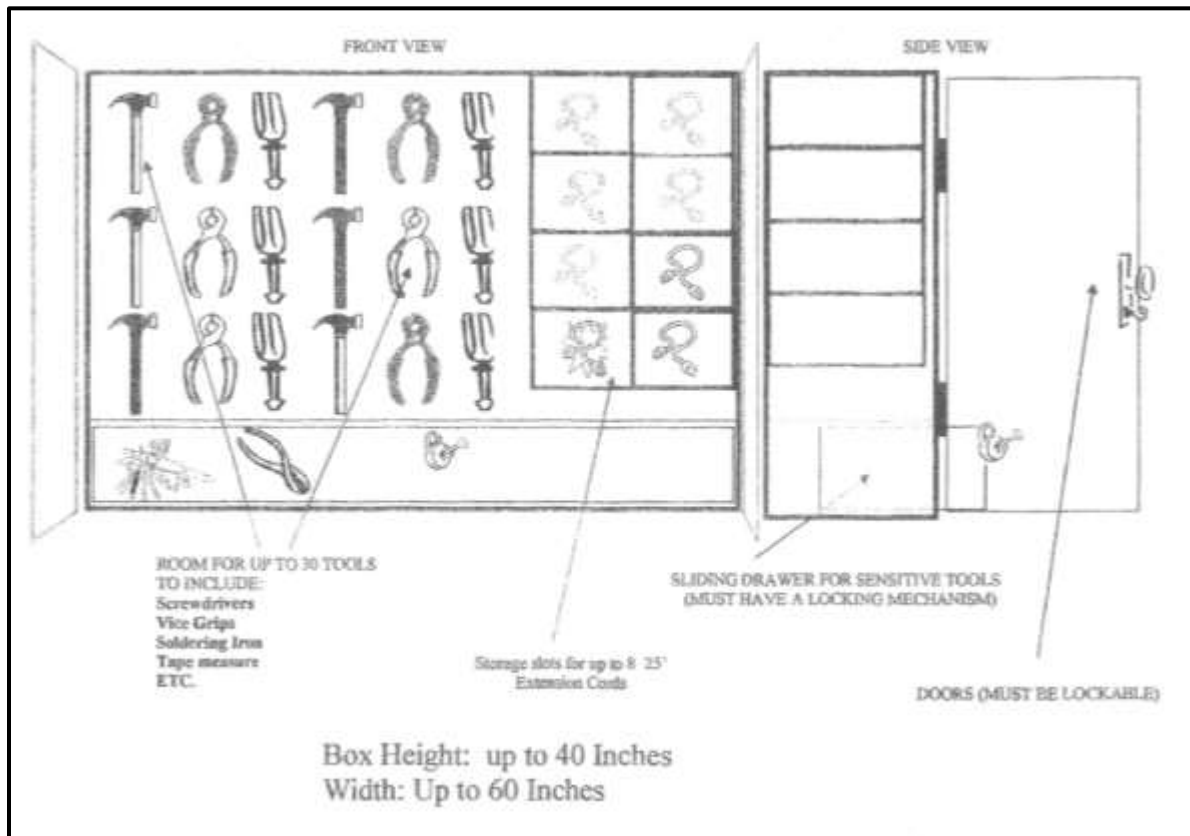 FRONT VIEW
SIDE VIEW
ROOM FOR UP TO 30 TOOLS
TO INCLUDE:
Screwdrivers
Vice Grips
Soldering Iron
Tape measure
ETC.
Storage slots for up to 8 25'
Extension Cords
SLIDING DRAWER FOR SENSITIVE TOOLS
(MUST HAVE A LOCKING MECHANISM)
DOORS (MUST BE LOCKABLE)
Box Height: up to 40 Inches
Width: Up to 60 Inches